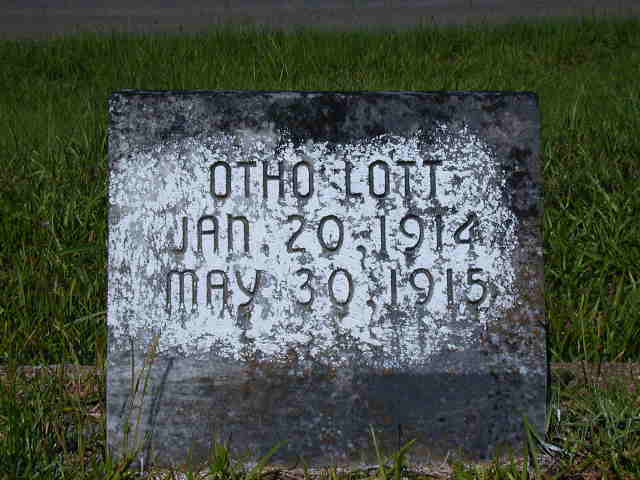 OTHO LOTT
JAN. 20, 1914
MAY 30, 1915